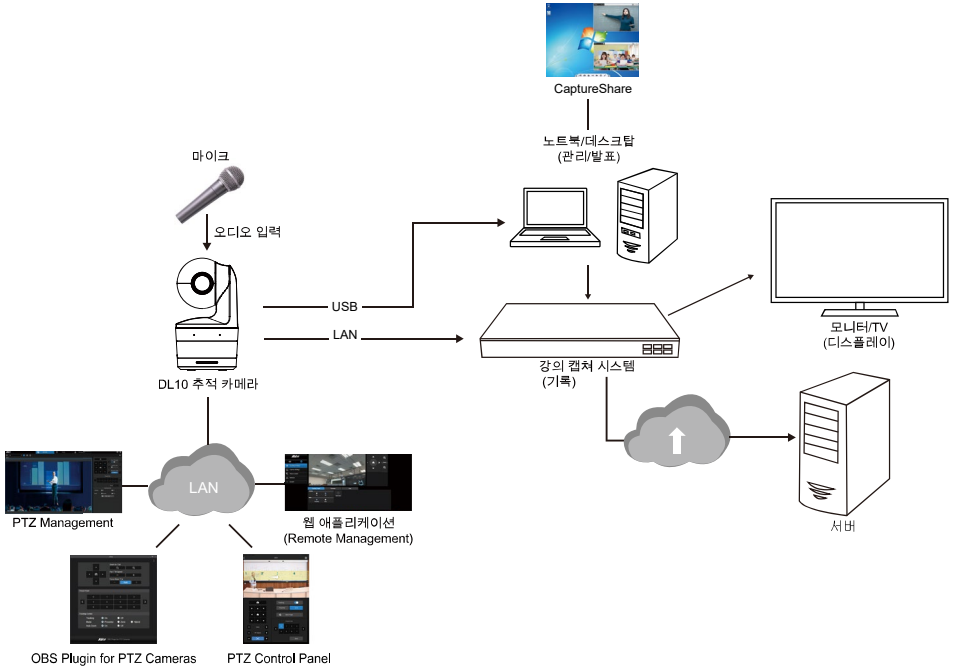 CaptureShare
노트북/데스크탑
(관리/발표)
마이크
오디오 입력
USB
LAN
DL10 추적 카메라
강의 캡쳐 시스템
(기록)
모니터/TV
(디스플레이)
LAN
PTZ Management
웹 애플리케이션
(Remote Management)
서버
OBS Plugin for PTZ Cameras
PTZ Control Panel